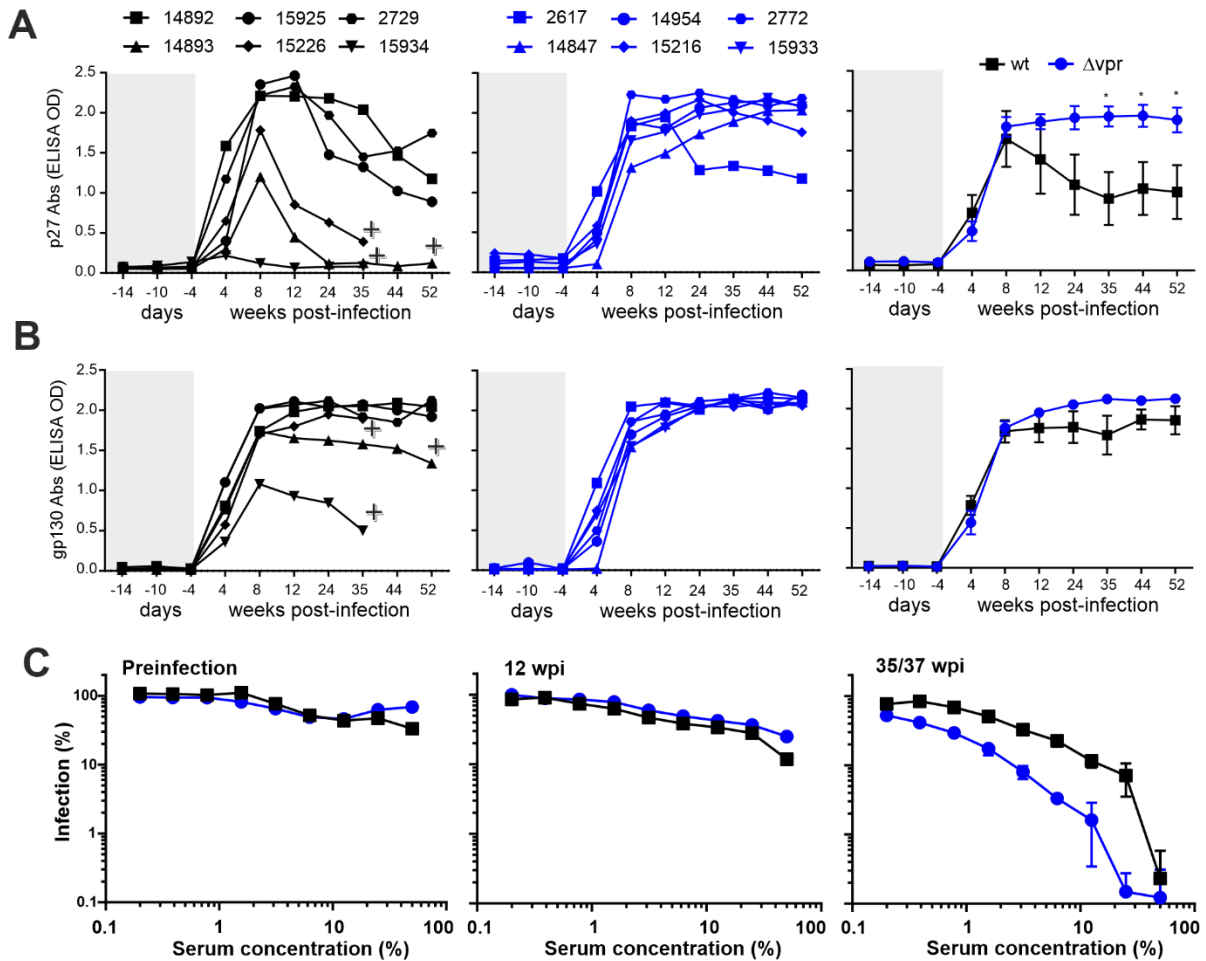 A
14892 15925 2729
14893 15226 15934
2617 14954 2772
14847 15216 15933
wt Δvpr
p27 Abs (ELISA OD)
2.5
2.0
1.5
1.0
0.5
0.0
* * *
-14 -10 -4 4 8 12 24 35 44 52
days weeks post-infection
-14 -10 -4 4 8 12 24 35 44 52
days weeks post-infection
-14 -10 -4 4 8 12 24 35 44 52
days weeks post-infection
B
gp130 Abs (ELISA OD)
2.5
2.0
1.5
1.0
0.5
0.0
-14 -10 -4 4 8 12 24 35 44 52
days weeks post-infection
-14 -10 -4 4 8 12 24 35 44 52
days weeks post-infection
-14 -10 -4 4 8 12 24 35 44 52
days weeks post-infection
C
Preinfection
12 wpi
35/37 wpi
Infection (%)
100
10
1
0.1
0.1 1 10 100
Serum concentration (%)
0.1 1 10 100
Serum concentration (%)
0.1 1 10 100
Serum concentration (%)